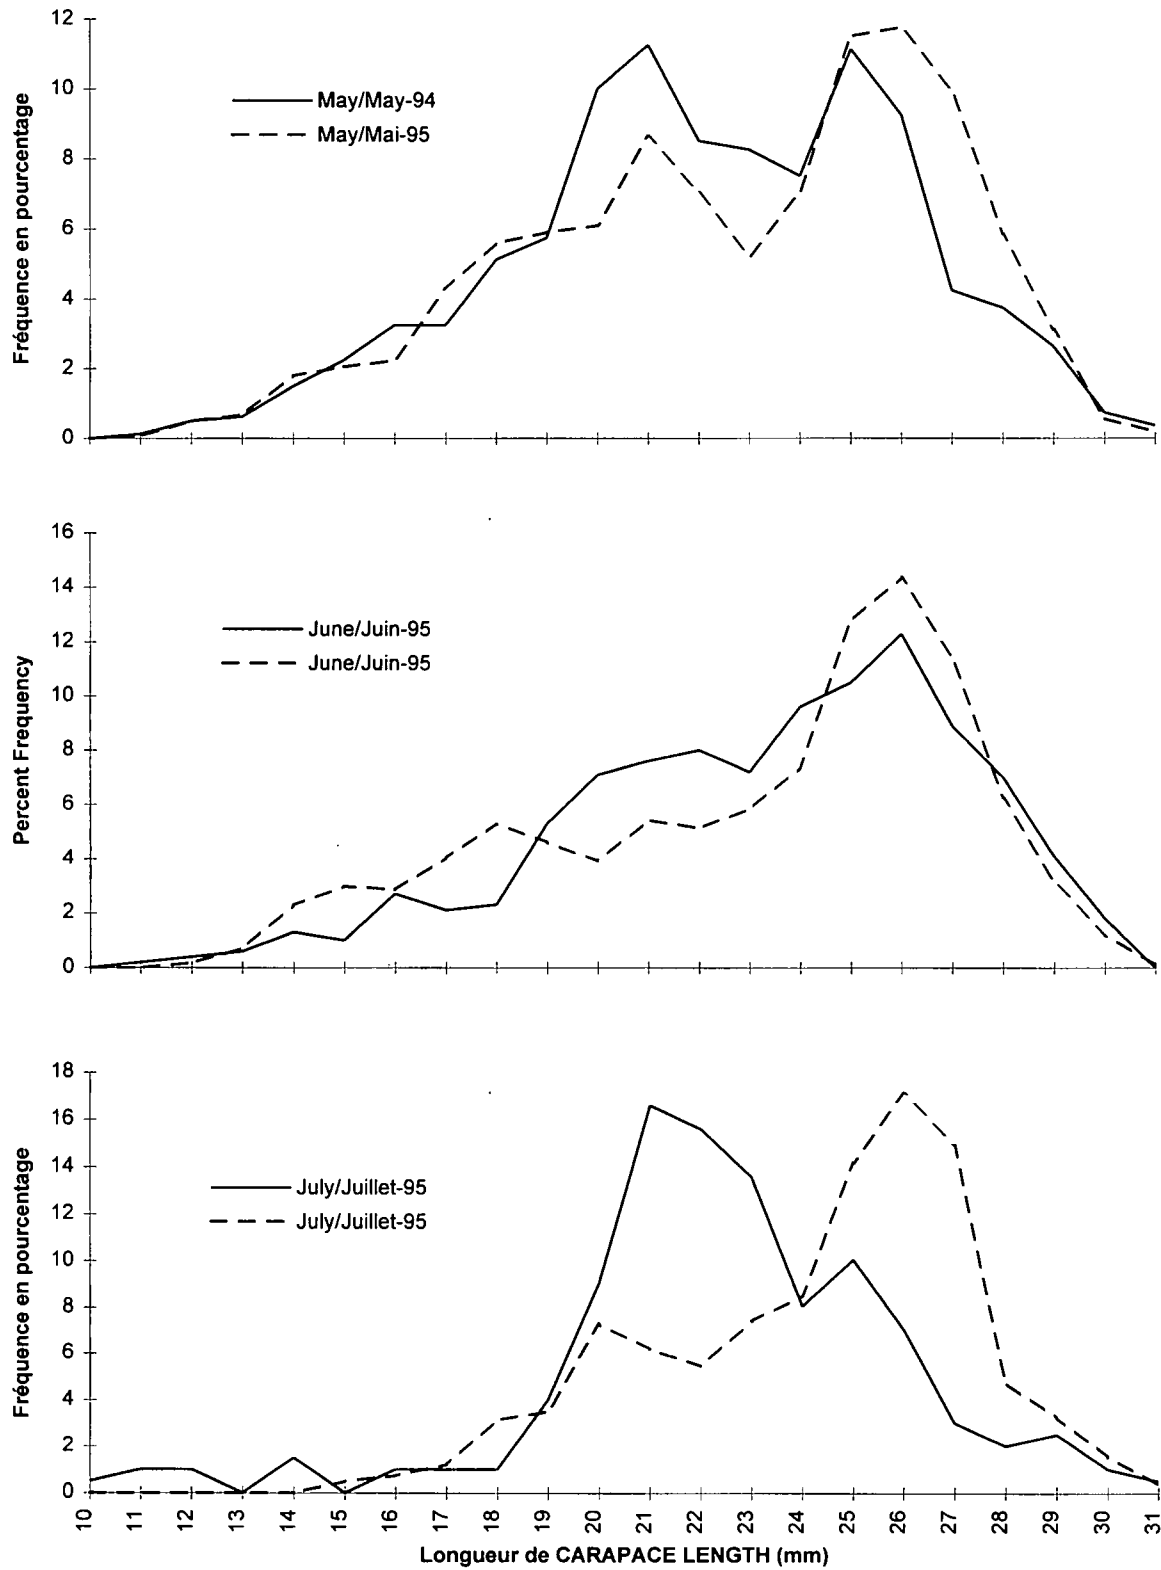 12
10
8
6
4
2
0
Fréquence en pourcentage
May/May-94
May/Mai-95
16
14
12
10
8
6
4
2
0
Percent Frequency
June/Juin-95
June/Juin-95
18
16
14
12
10
8
6
4
2
0
Fréquence en pourcentage
July/Juillet-95
July/Juillet-95
10 11 12 13 14 15 16 17 18 19 20 21 22 23 24 25 26 27 28 29 30 31
Longueur de CARAPACE LENGTH (mm)